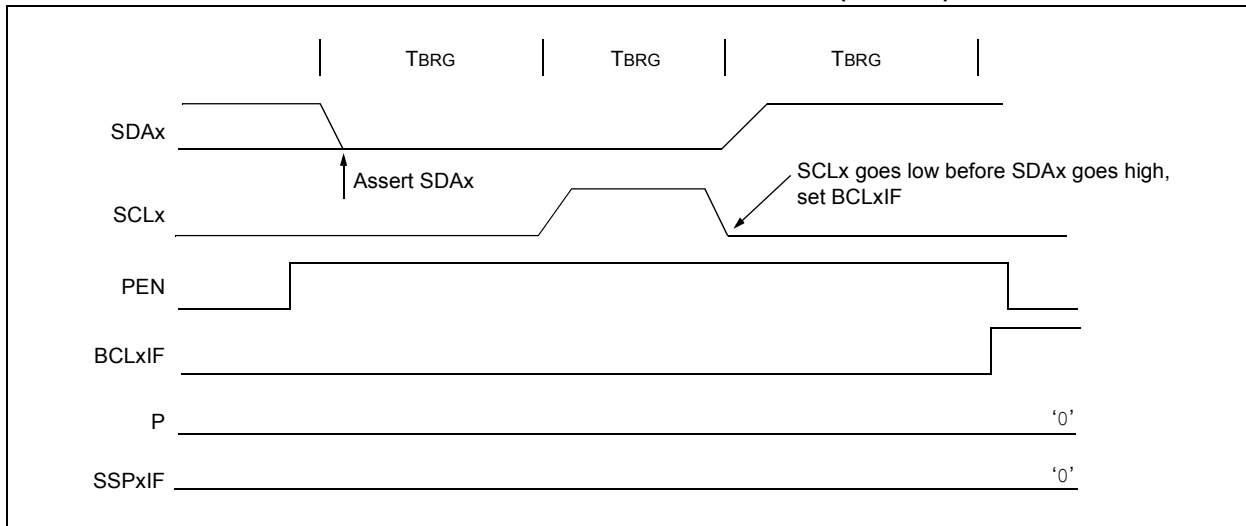 TBRG TBRG TBRG
SDAx
Assert SDAx
SCLx goes low before SDAx goes high,
set BCLxIF
SCLx
PEN
BCLxIF
P ‘0’
SSPxIF ‘0’